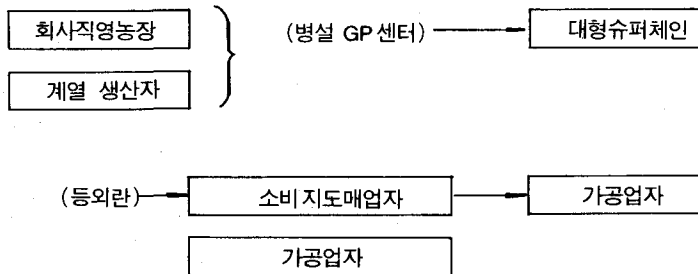 회사직영농장
(병설 GP센터)
대형슈퍼체인
계열 생산자
(등외란)
소비지도매업자
가공업자
가공업자